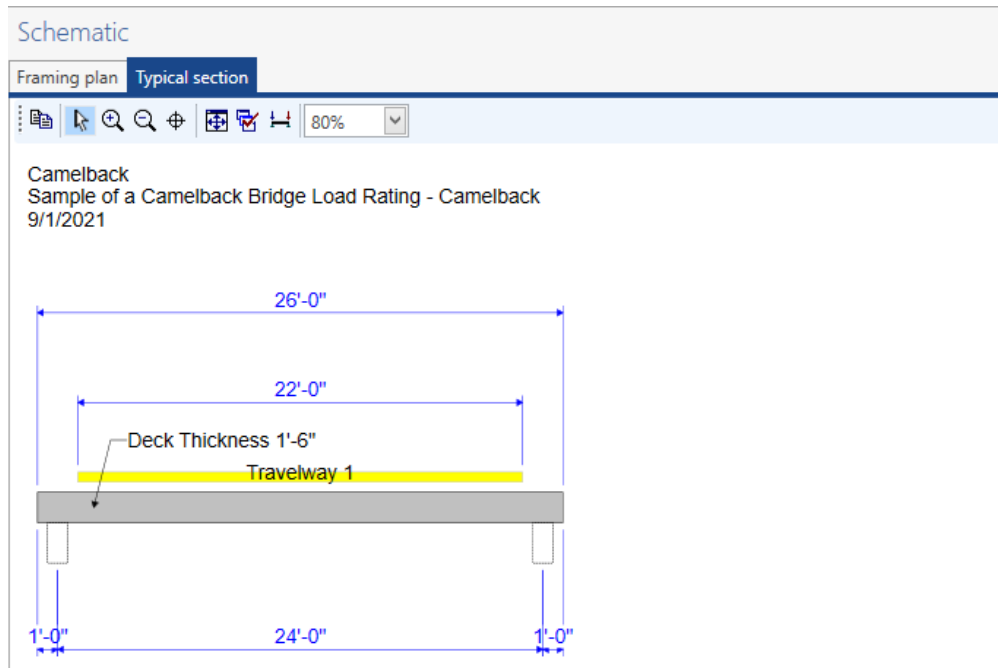 Schematic
Framing plan Typical section
80%
Camelback
Sample of a Camelback Bridge Load Rating - Camelback
9/1/2021
26'-0"
22'-0"
Deck Thickness 1'-6"
Travelway 1
1'-0" 24'-0" 1'-0"